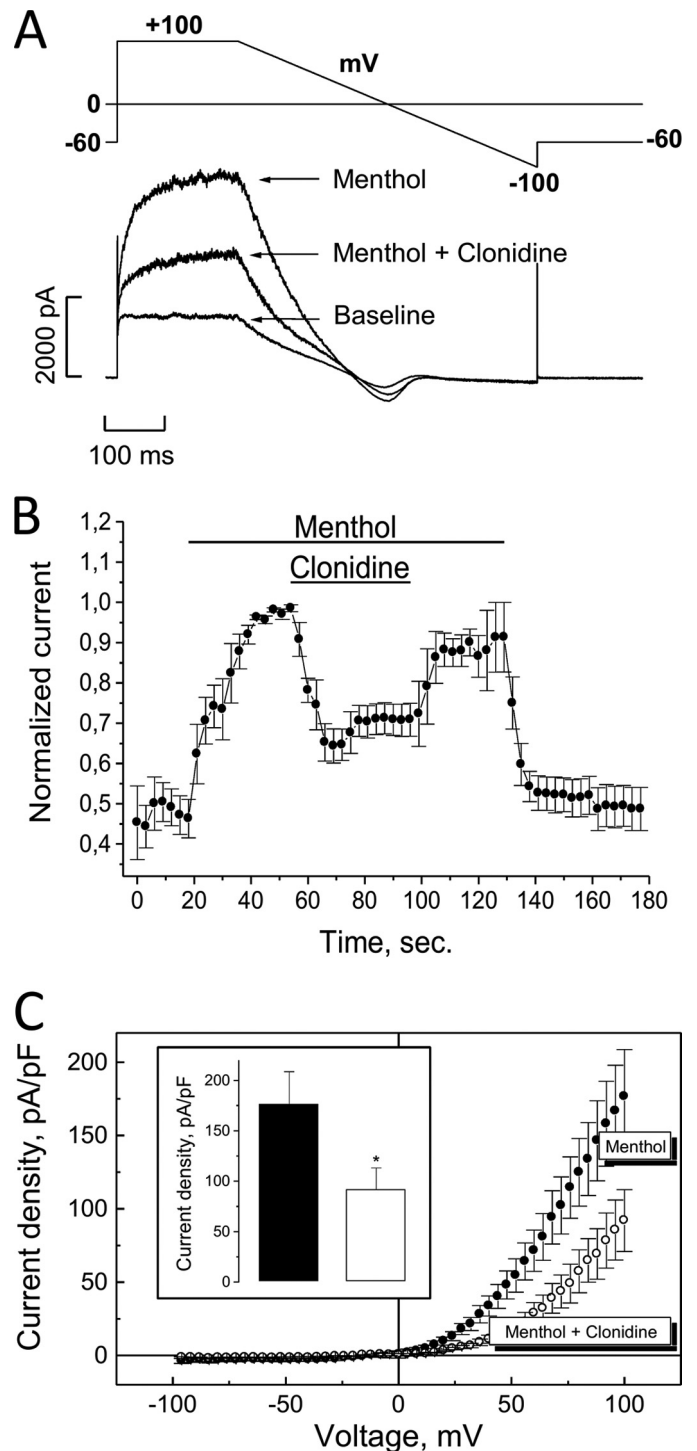 A
+100
mV
0
-60
-60
-100
Menthol
Menthol + Clonidine
Baseline
2000 pA
100 ms
B
Normalized current
1,2
1,1
1,0
0,9
0,8
0,7
0,6
0,5
0,4
Menthol
Clonidine
0 20 40 60 80 100 120 140 160 180
Time, sec.
C
Current density, pA/pF
200
150
100
50
0
Current density, pA/pF
200
150
100
50
0
*
Menthol
Menthol + Clonidine
-100 -50 0 50 100
Voltage, mV